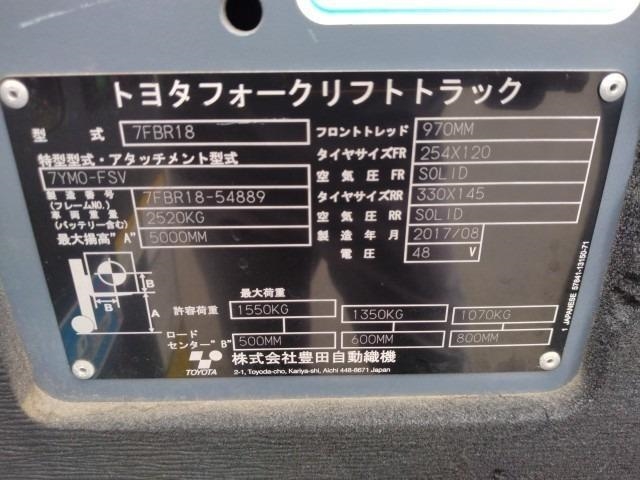 トヨタフォークリフトトラック
型 式 7FBR18
特型型式・アタッチメント型式
7YM0-FSV
製造番号
(フレームNO.) 7FBR18-54889
車両重量
(バッテリー含む) 2520KG
最大揚高"A" 5000MM
フロントトレッド 970MM
タイヤサイズFR 254X120
空気圧FR SOLID
タイヤサイズRR 330X145
空気圧RR SOLID
製造年月 2017/08
電圧 48 V
B
B
A
最大荷重
許容荷重 1550KG 1350KG 1070KG
ロード
センター"B" 500MM 600MM 800MM
TOYOTA
株式会社豊田自動織機
2-1, Toyoda-cho, Kariya-shi, Aichi 448-8671 Japan
1 JAPANESE 57641-13150-71